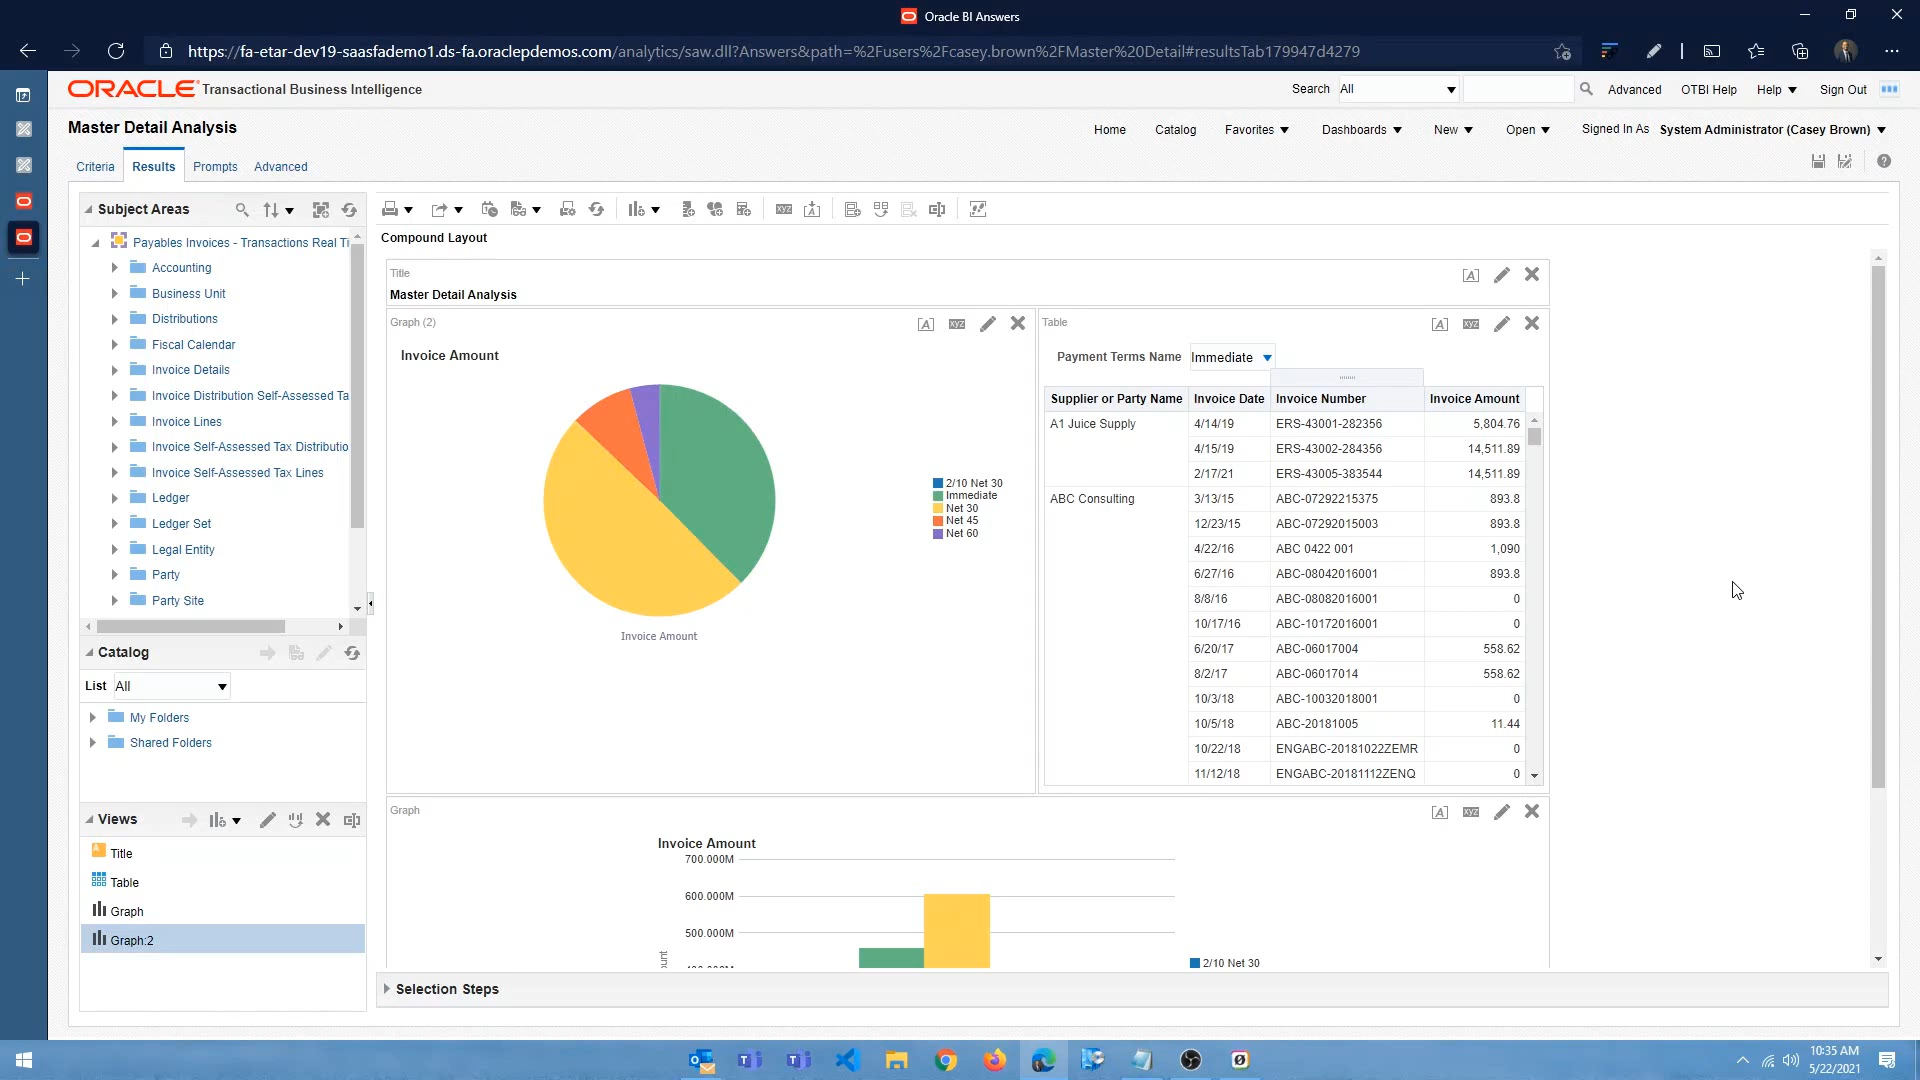 Oracle BI Answers
https://fa-etar-dev19-saasfademo1.ds-fa.oraclepdemos.com/analytics/saw.dll?Answers&path=%2Fusers%2Fcasey.brown%2FMaster%20Detail#resultsTab179947d4279
ORACLE Transactional Business Intelligence
Search All Advanced OTBI Help Help Sign Out
Master Detail Analysis
Home Catalog Favorites Dashboards New Open Signed In As System Administrator (Casey Brown)
Criteria Results Prompts Advanced
Subject Areas
Payables Invoices - Transactions Real Ti
Accounting
Business Unit
Distributions
Fiscal Calendar
Invoice Details
Invoice Distribution Self-Assessed Ta
Invoice Lines
Invoice Self-Assessed Tax Distributio
Invoice Self-Assessed Tax Lines
Ledger
Ledger Set
Legal Entity
Party
Party Site
Catalog
List All
My Folders
Shared Folders
Views
Title
Table
Graph
Graph:2
Compound Layout
Title
Master Detail Analysis
Graph (2)
Invoice Amount
2/10 Net 30
Immediate
Net 30
Net 45
Net 60
Invoice Amount
Table
Payment Terms Name Immediate
Supplier or Party Name Invoice Date Invoice Number Invoice Amount
A1 Juice Supply 4/14/19 ERS-43001-282356 5,804.76
4/15/19 ERS-43002-284356 14,511.89
2/17/21 ERS-43005-383544 14,511.89
ABC Consulting 3/13/15 ABC-07292215375 893.8
12/23/15 ABC-07292015003 893.8
4/22/16 ABC 0422 001 1,090
6/27/16 ABC-08042016001 893.8
8/8/16 ABC-08082016001 0
10/17/16 ABC-10172016001 0
6/20/17 ABC-06017004 558.62
8/2/17 ABC-06017014 558.62
10/3/18 ABC-10032018001 0
10/5/18 ABC-20181005 11.44
10/22/18 ENGABC-20181022ZEMR 0
11/12/18 ENGABC-20181112ZENQ 0
Graph
Invoice Amount
700.000M
600.000M
500.000M
2/10 Net 30
Selection Steps
10:35 AM
5/22/2021